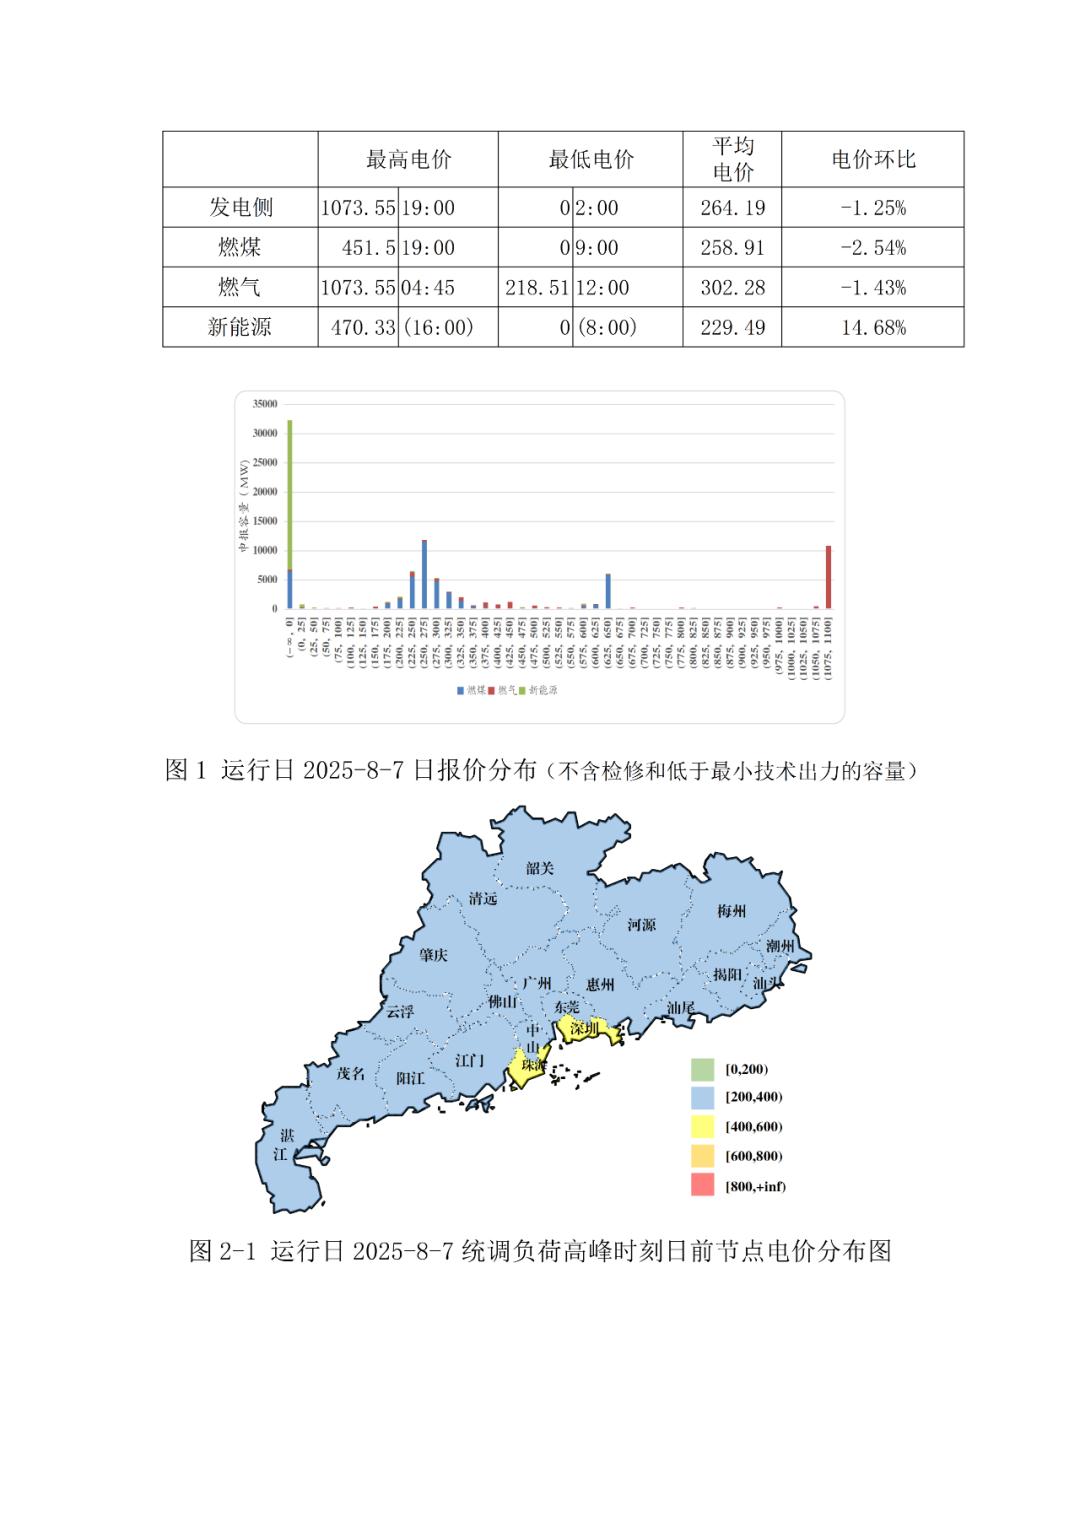 最高电价 最低电价 平均电价 电价环比
发电侧 1073.55 19:00 0 2:00 264.19 -1.25%
燃煤 451.5 19:00 0 9:00 258.91 -2.54%
燃气 1073.55 04:45 218.51 12:00 302.28 -1.43%
新能源 470.33 (16:00) 0 (8:00) 229.49 14.68%
申报容量（MW）
35000
30000
25000
20000
15000
10000
5000
0
(-∞, 0]
(0, 25]
(25, 50]
(50, 75]
(75, 100]
(100, 125]
(125, 150]
(150, 175]
(175, 200]
(200, 225]
(225, 250]
(250, 275]
(275, 300]
(300, 325]
(325, 350]
(350, 375]
(375, 400]
(400, 425]
(425, 450]
(450, 475]
(475, 500]
(500, 525]
(525, 550]
(550, 575]
(575, 600]
(600, 625]
(625, 650]
(650, 675]
(675, 700]
(700, 725]
(725, 750]
(750, 775]
(775, 800]
(800, 825]
(825, 850]
(850, 875]
(875, 900]
(900, 925]
(925, 950]
(950, 975]
(975, 1000]
(1000, 1025]
(1025, 1050]
(1050, 1075]
(1075, 1100]
燃煤 燃气 新能源
图 1 运行日 2025-8-7 日报价分布（不含检修和低于最小技术出力的容量）
韶关
清远
梅州
河源
潮州
肇庆
揭阳
汕头
广州
惠州
佛山
东莞
汕尾
云浮
深圳
中山
江门
珠海
茂名
阳江
湛江
[0,200)
[200,400)
[400,600)
[600,800)
[800,+inf)
图 2-1 运行日 2025-8-7 统调负荷高峰时刻日前节点电价分布图